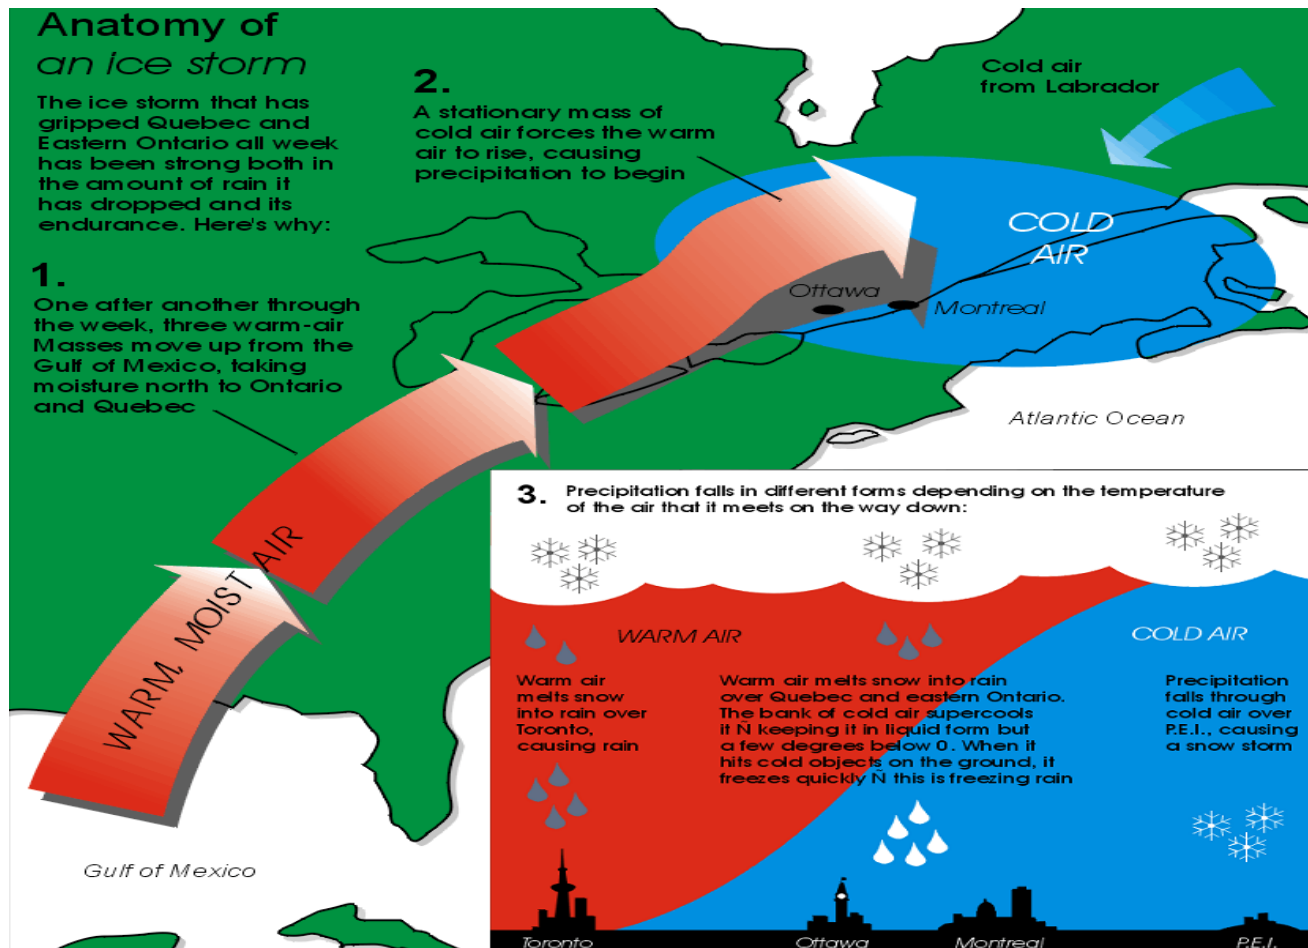 Anatomy of
an ice storm
The ice storm that has
gripped Quebec and
Eastern Ontario all week
has been strong both in
the amount of rain it
has dropped and its
endurance. Here's why:
1.
One after another through
the week, three warm-air
Masses move up from the
Gulf of Mexico, taking
moisture north to Ontario
and Quebec
2.
A stationary mass of
cold air forces the warm
air to rise, causing
precipitation to begin
Cold air
from Labrador
COLD
AIR
Ottawa
Montreal
Atlantic Ocean
WARM, MOIST AIR
Gulf of Mexico
3. Precipitation falls in different forms depending on the temperature
of the air that it meets on the way down:
WARM AIR
COLD AIR
Warm air
melts snow
into rain over
Toronto,
causing rain
Warm air melts snow into rain
over Quebec and eastern Ontario.
The bank of cold air supercools
it Ñ keeping it in liquid form but
a few degrees below 0. When it
hits cold objects on the ground, it
freezes quickly Ñ this is freezing rain
Precipitation
falls through
cold air over
P.E.I., causing
a snow storm
Toronto
Ottawa
Montreal
P.E.I.